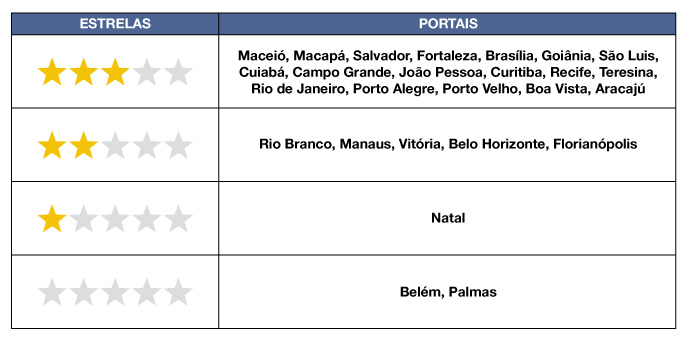 ESTRELAS PORTAIS
Maceió, Macapá, Salvador, Fortaleza, Brasília, Goiânia, São Luis,
Cuiabá, Campo Grande, João Pessoa, Curitiba, Recife, Teresina,
Rio de Janeiro, Porto Alegre, Porto Velho, Boa Vista, Aracajú
Rio Branco, Manaus, Vitória, Belo Horizonte, Florianópolis
Natal
Belém, Palmas